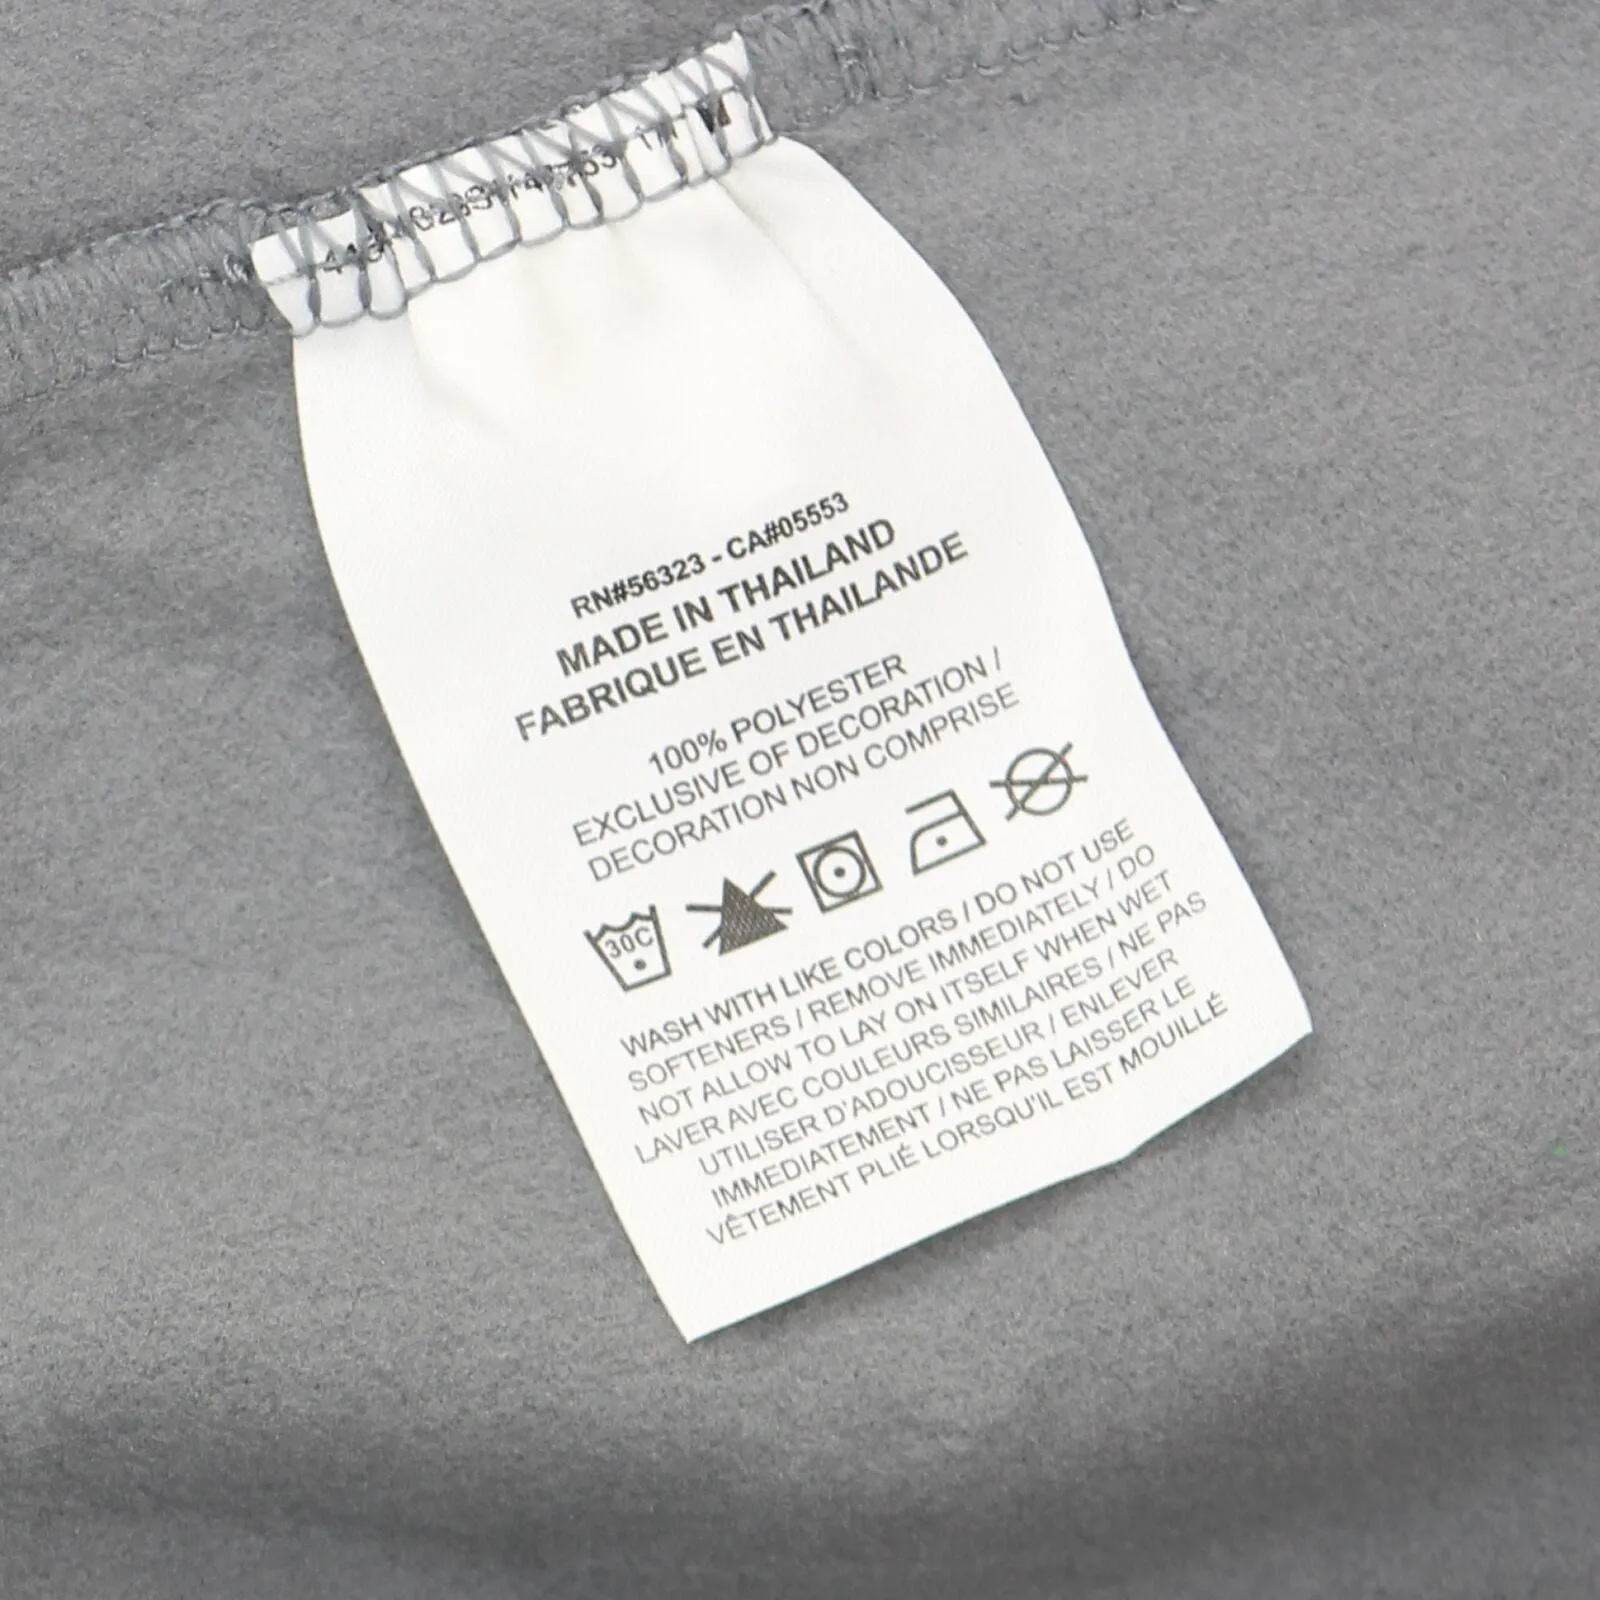 RN#56323 - CA#05553
MADE IN THAILAND
FABRIQUE EN THAILANDE
100% POLYESTER
EXCLUSIVE OF DECORATION /
DECORATION NON COMPRISE
30C
WASH WITH LIKE COLORS / DO NOT USE
SOFTENERS / REMOVE IMMEDIATELY / DO
NOT ALLOW TO LAY ON ITSELF WHEN WET
LAVER AVEC COULEURS SIMILAIRES / NE PAS
UTILISER D'ADOUCISSEUR / ENLEVER
IMMEDIATEMENT / NE PAS LAISSER LE
VÊTEMENT PLIÉ LORSQU'IL EST MOUILLÉ